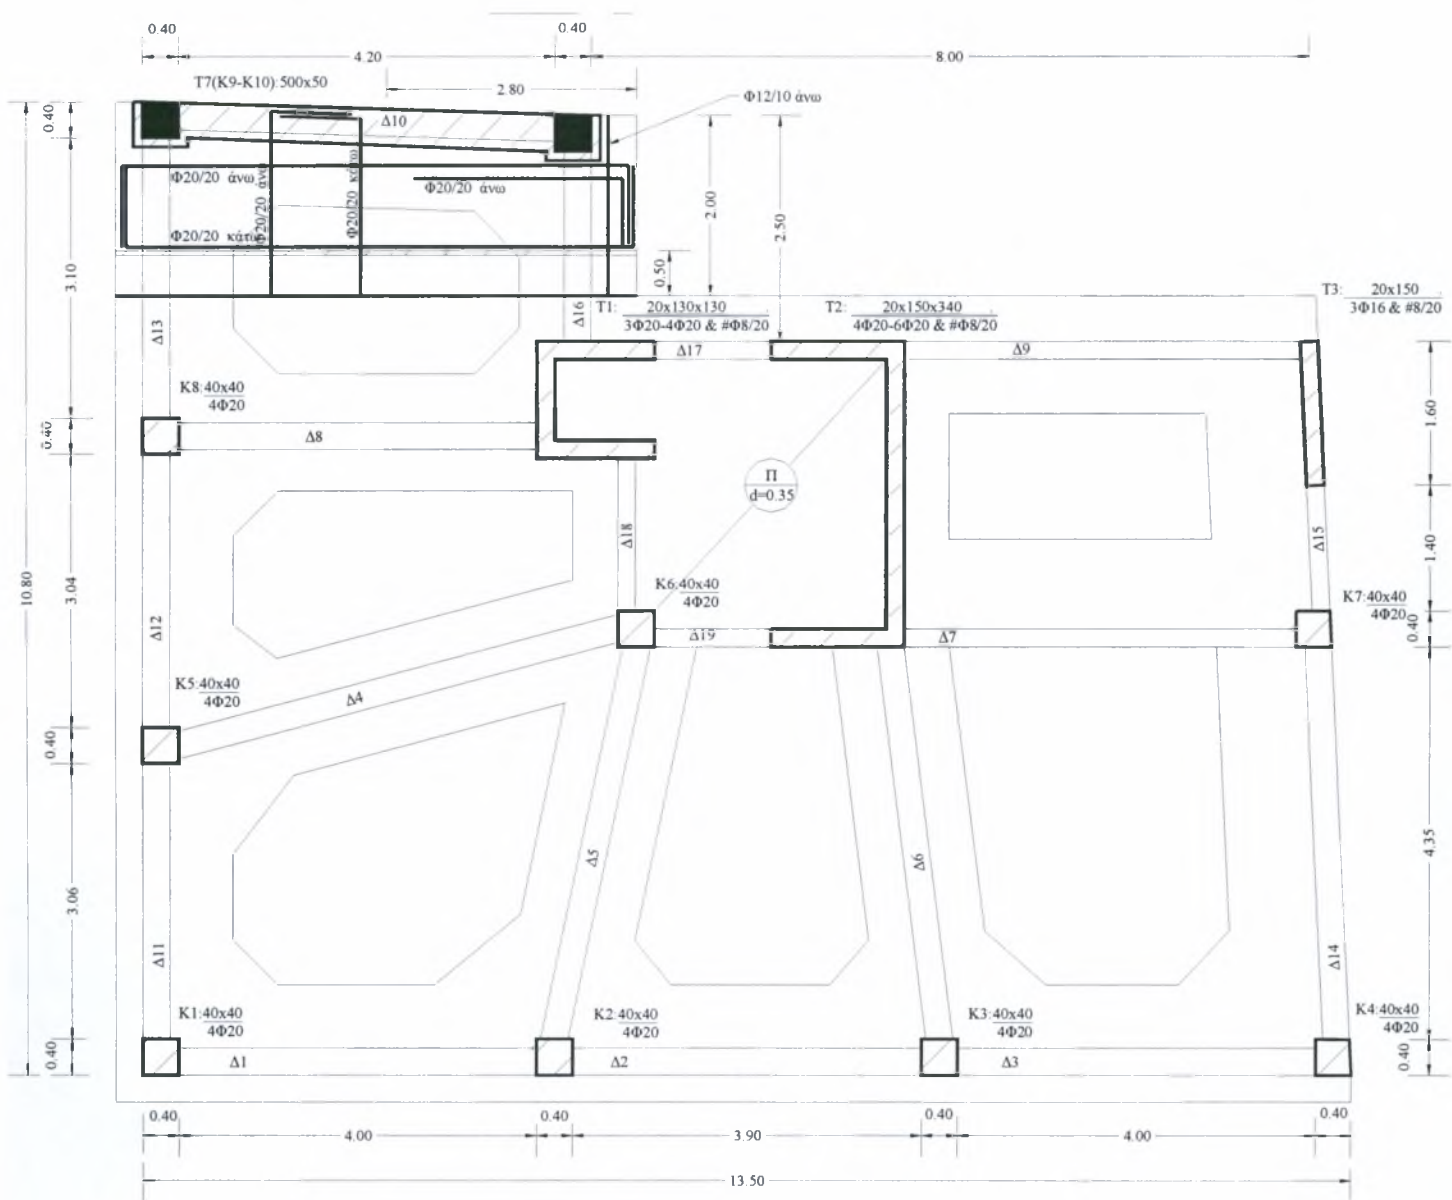 0.40
0.40
4.20
8.00
T7(K9-K10):500x50
2.80
Φ12/10 άνω
0.40
Δ10
Φ20/20 άνω
Φ20/20 άνω
Φ20/20 κάτω
Φ20/20 άνω
Φ20/20 κάτω
2.00
2.50
0.50
3.10
Δ13
Δ16
T1: 20x130x130
3Φ20-4Φ20 & #Φ8/20
T2: 20x150x340
4Φ20-6Φ20 & #Φ8/20
T3: 20x150
3Φ16 & #8/20
Δ17
Δ9
K8:40x40
4Φ20
0.40
Δ8
1.60
Π
d=0.35
Δ18
Δ15
1.40
10.80
3.04
Δ12
K6:40x40
4Φ20
K7:40x40
4Φ20
0.40
Δ19
Δ7
K5:40x40
4Φ20
Δ4
0.40
Δ5
Δ6
4.35
3.06
Δ11
Δ14
K1:40x40
4Φ20
K2:40x40
4Φ20
K3:40x40
4Φ20
K4:40x40
4Φ20
0.40
Δ1
Δ2
Δ3
0.40
0.40
0.40
0.40
0.40
4.00
3.90
4.00
13.50